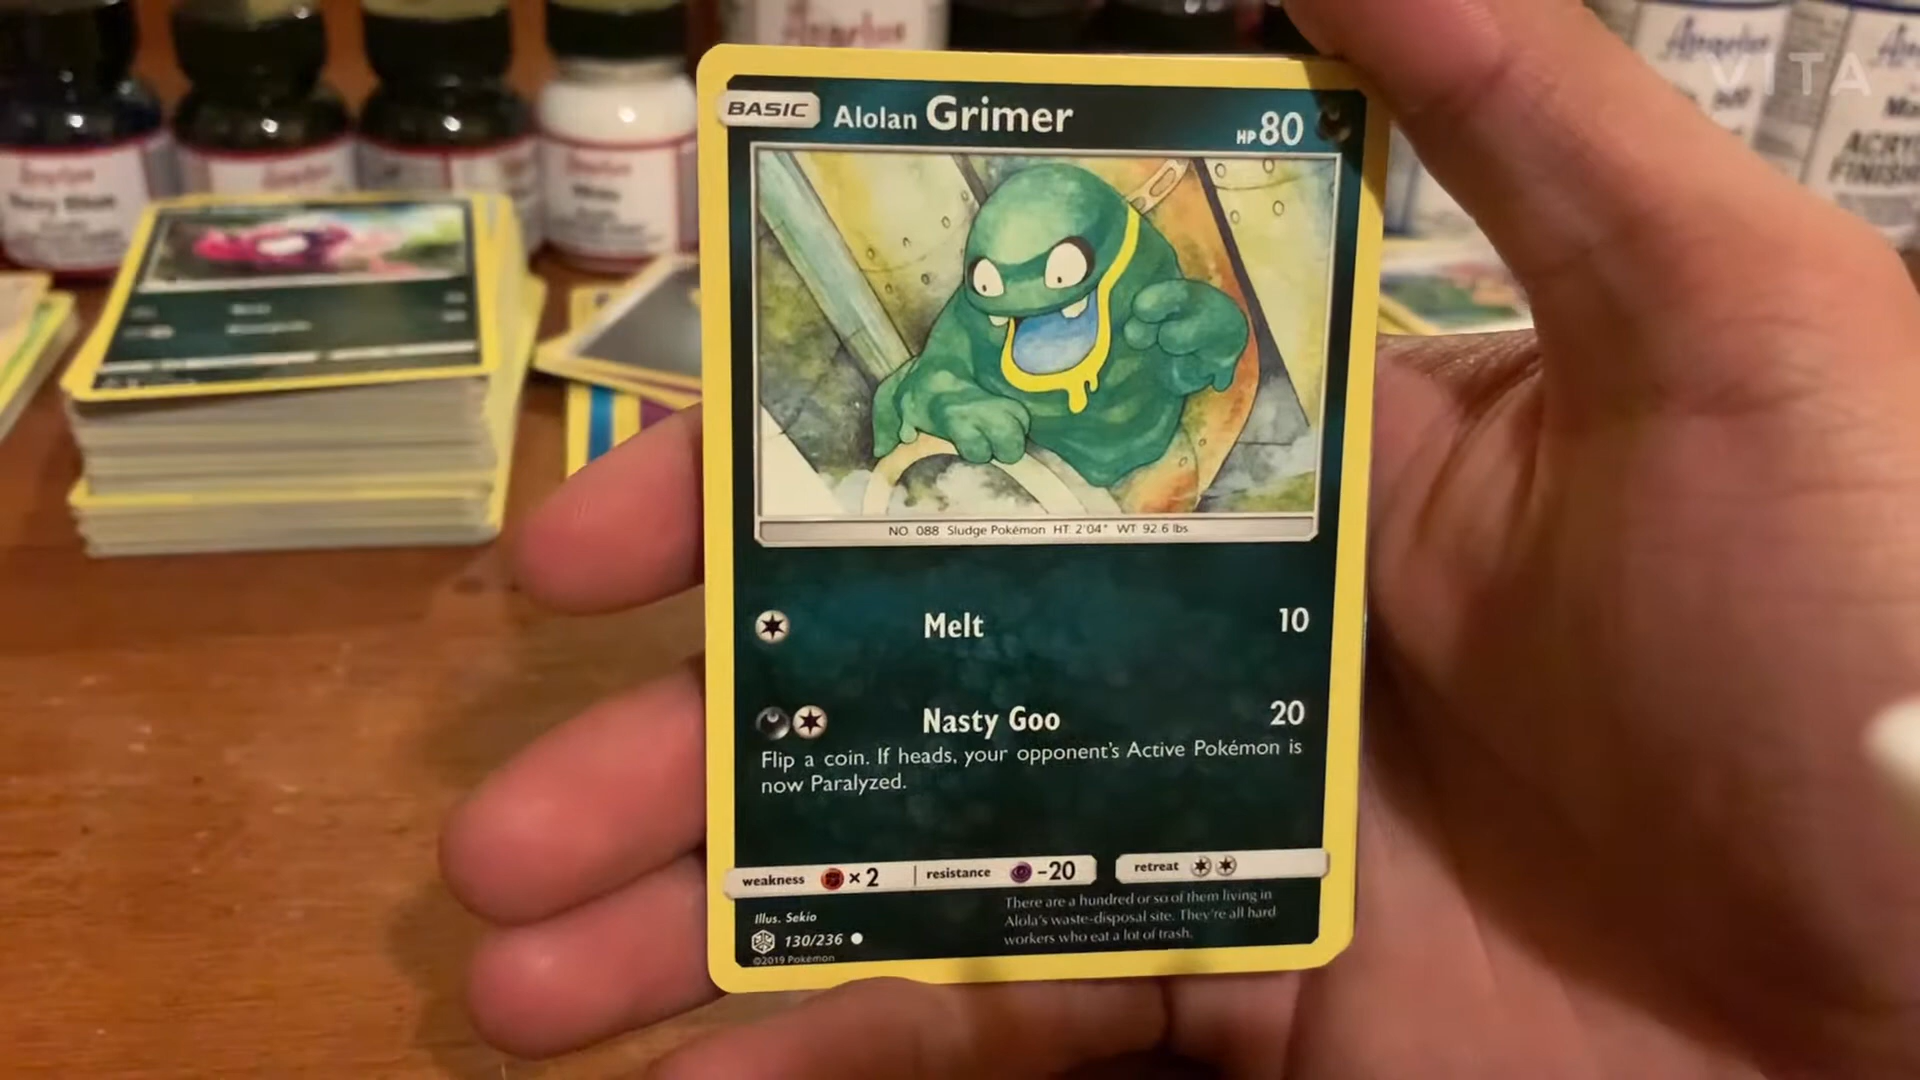 VITA
BASIC Alolan Grimer HP 80
NO. 088 Sludge Pokémon HT: 2'04" WT: 92.6 lbs
Melt 10
Nasty Goo 20
Flip a coin. If heads, your opponent's Active Pokémon is
now Paralyzed.
weakness ×2 resistance -20 retreat
There are a hundred or so of them living in
Alola's waste-disposal site. They're all hard
workers who eat a lot of trash.
Illus. Sekio
130/236
©2019 Pokémon
ACRYLIC
FINISH